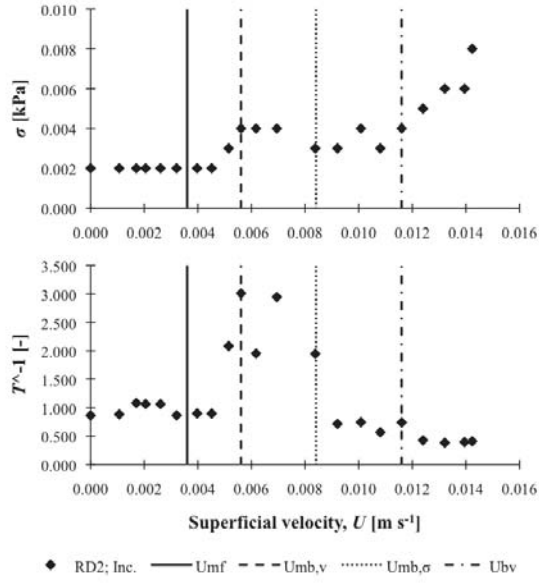 0.010
0.008
0.006
0.004
0.002
0.000
σ [kPa]
0.000 0.002 0.004 0.006 0.008 0.010 0.012 0.014 0.016
3.500
3.000
2.500
2.000
1.500
1.000
0.500
0.000
T^-1 [-]
0.000 0.002 0.004 0.006 0.008 0.010 0.012 0.014 0.016
Superficial velocity, U [m s⁻¹]
RD2; Inc. Umf Umb,v Umb,σ Ubv